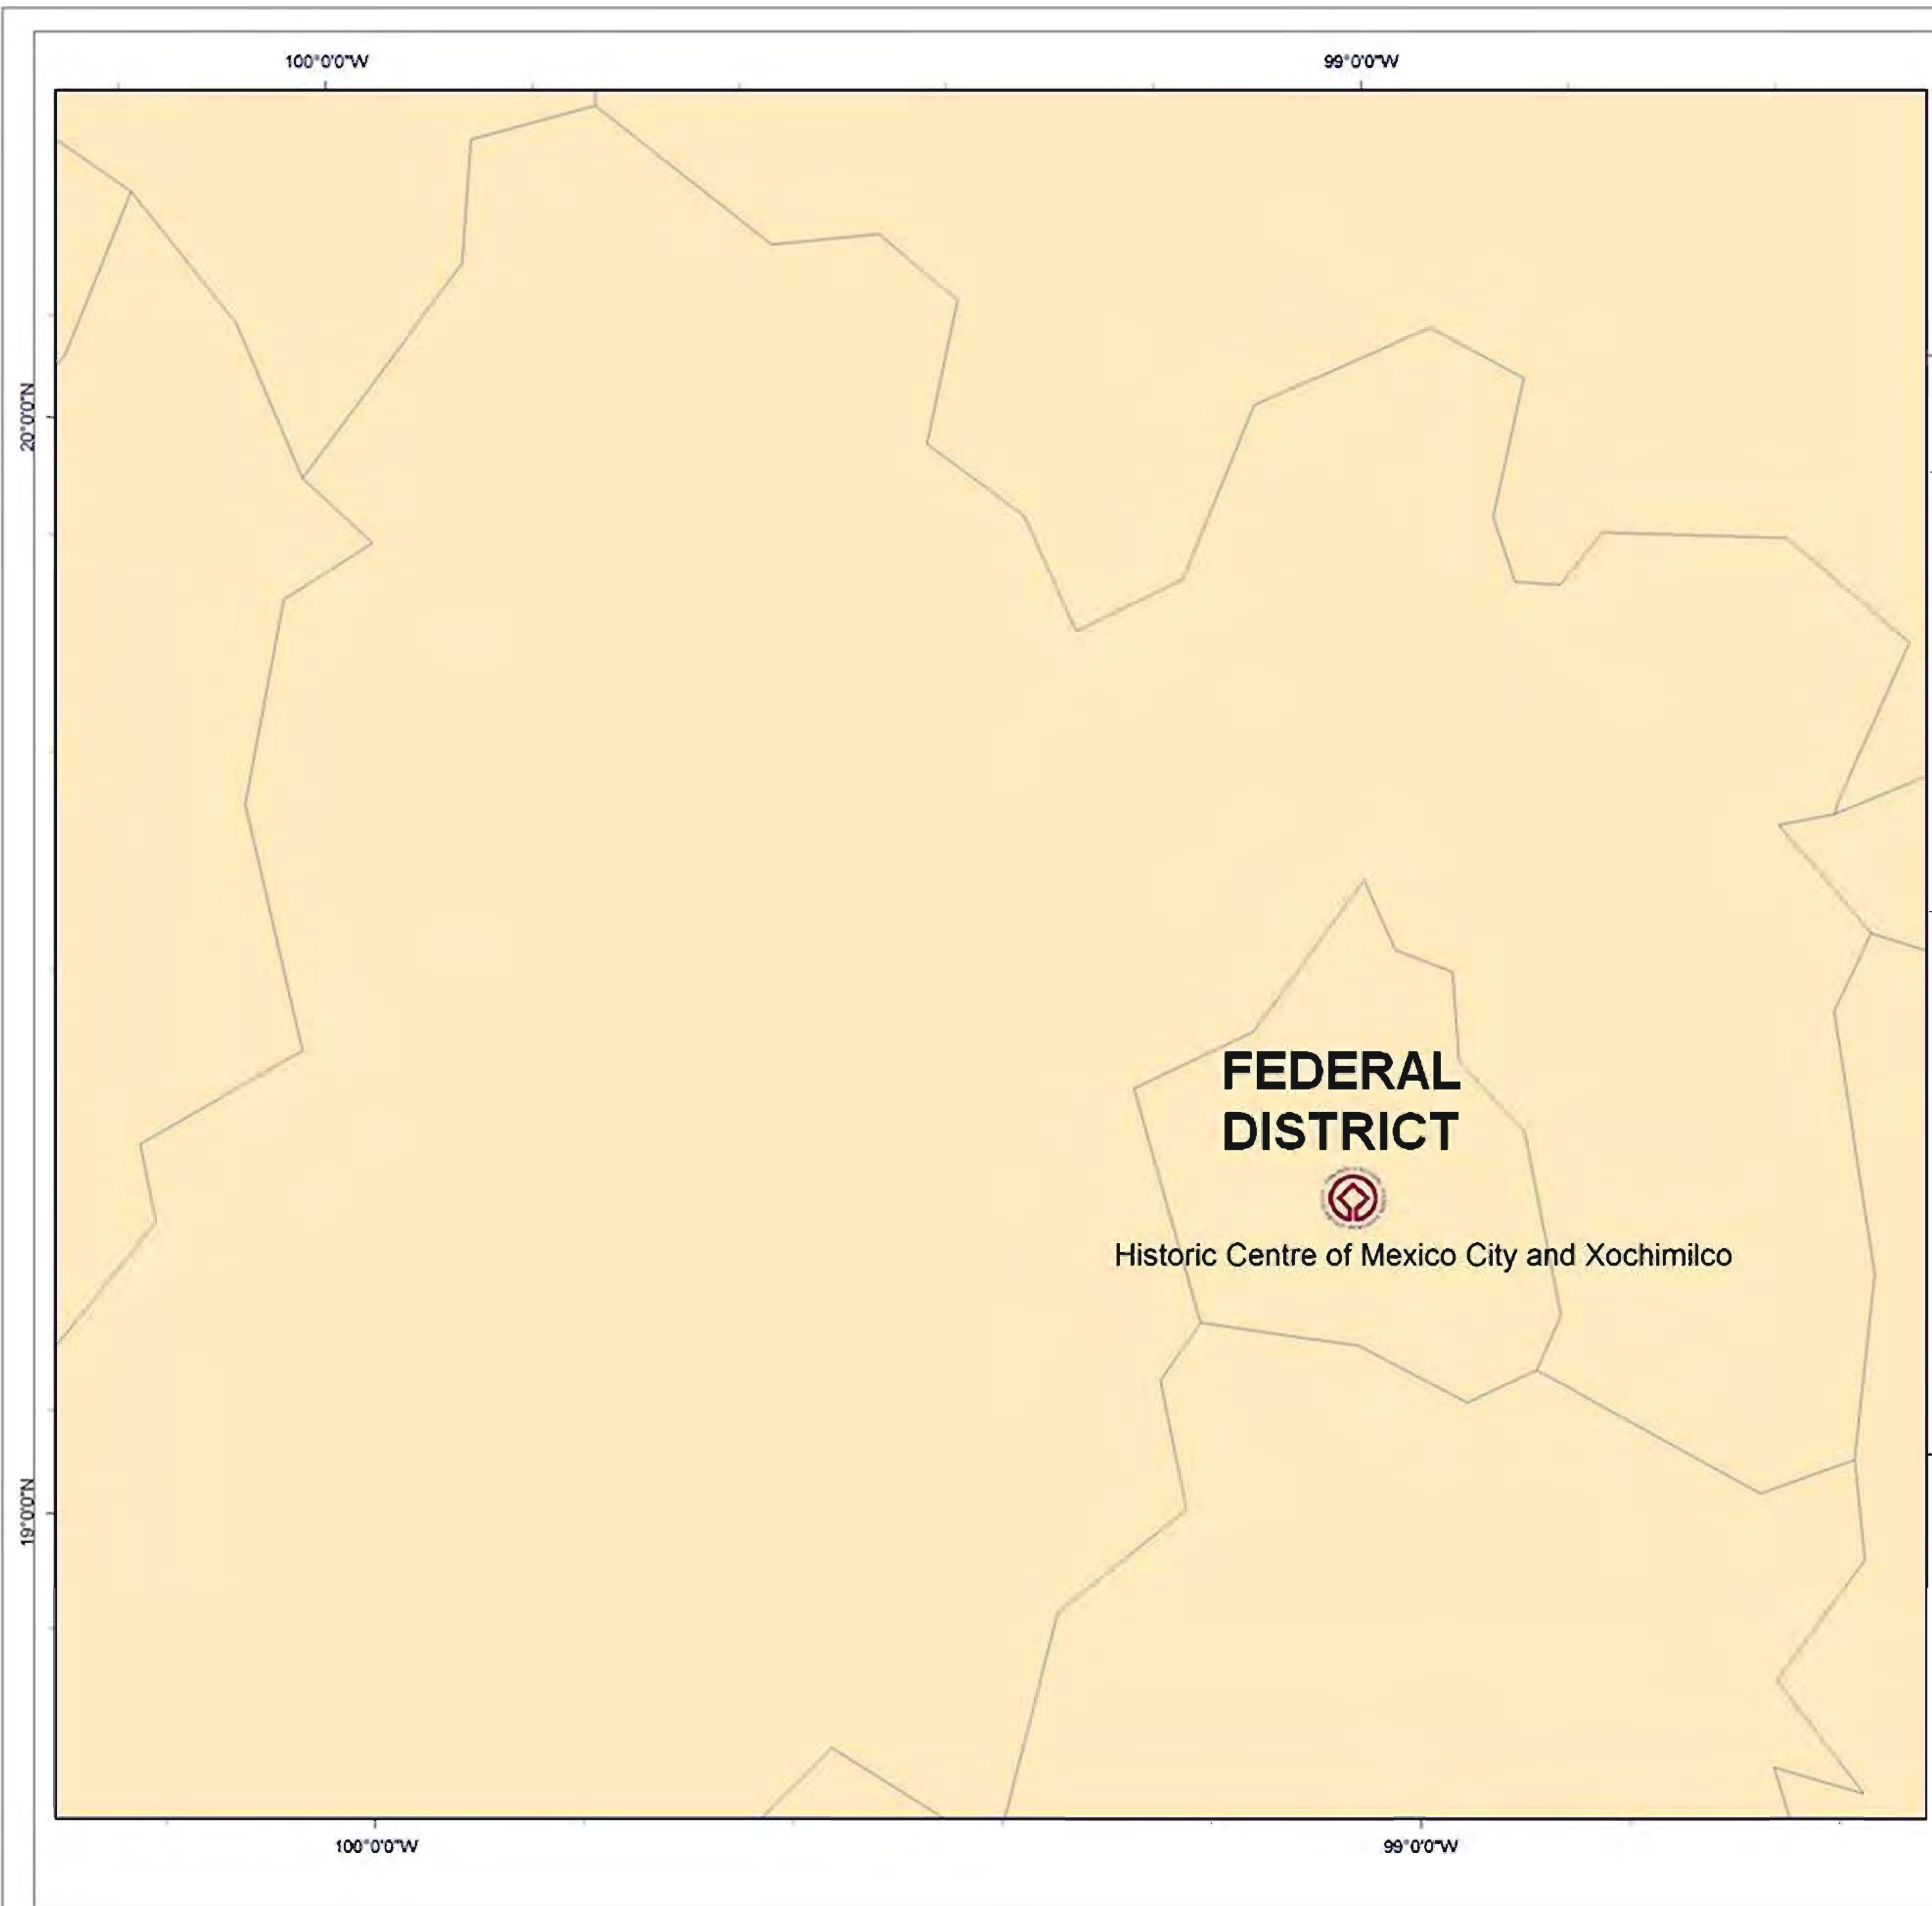 100°0'0"W 99°0'0"W
20°0'0"N
FEDERAL
DISTRICT
Historic Centre of Mexico City and Xochimilco
19°0'0"N
100°0'0"W 99°0'0"W